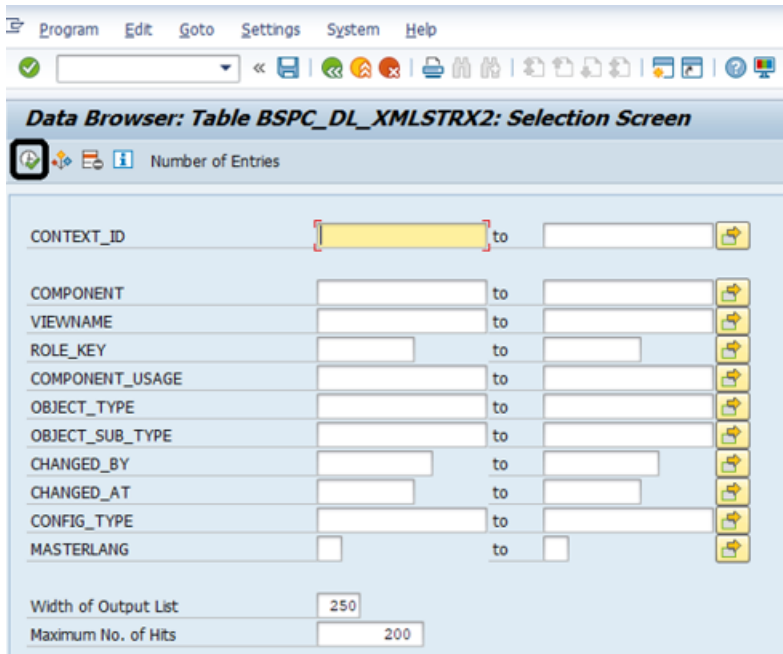 Program Edit Goto Settings System Help
Data Browser: Table BSPC_DL_XMLSTRX2: Selection Screen
Number of Entries
CONTEXT_ID to
COMPONENT to
VIEWNAME to
ROLE_KEY to
COMPONENT_USAGE to
OBJECT_TYPE to
OBJECT_SUB_TYPE to
CHANGED_BY to
CHANGED_AT to
CONFIG_TYPE to
MASTERLANG to
Width of Output List 250
Maximum No. of Hits 200